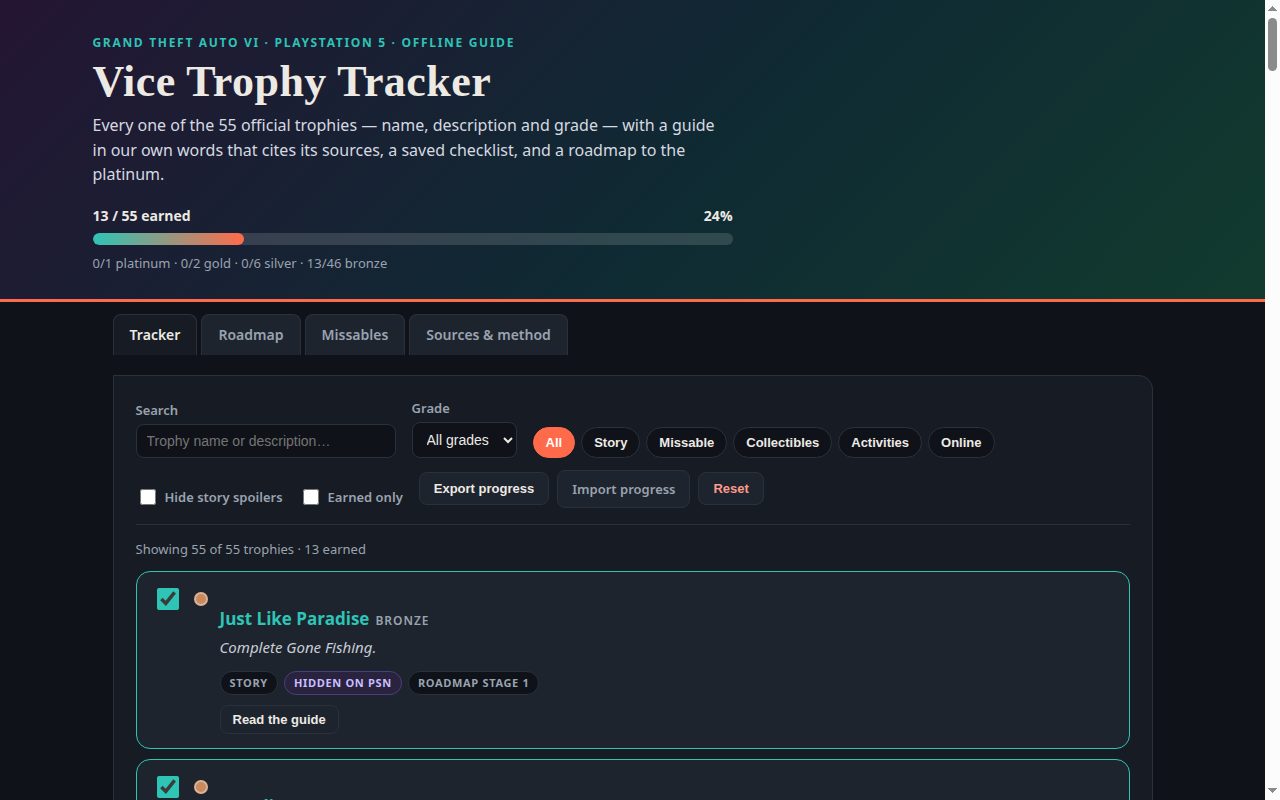 GRAND THEFT AUTO VI · PLAYSTATION 5 · OFFLINE GUIDE
Vice Trophy Tracker
Every one of the 55 official trophies — name, description and grade — with a guide
in our own words that cites its sources, a saved checklist, and a roadmap to the
platinum.
13 / 55 earned 24%
0/1 platinum · 0/2 gold · 0/6 silver · 13/46 bronze
Tracker Roadmap Missables Sources & method
Search Grade
Trophy name or description… All grades All Story Missable Collectibles Activities Online
Hide story spoilers Earned only Export progress Import progress Reset
Showing 55 of 55 trophies · 13 earned
Just Like Paradise BRONZE
Complete Gone Fishing.
STORY HIDDEN ON PSN ROADMAP STAGE 1
Read the guide